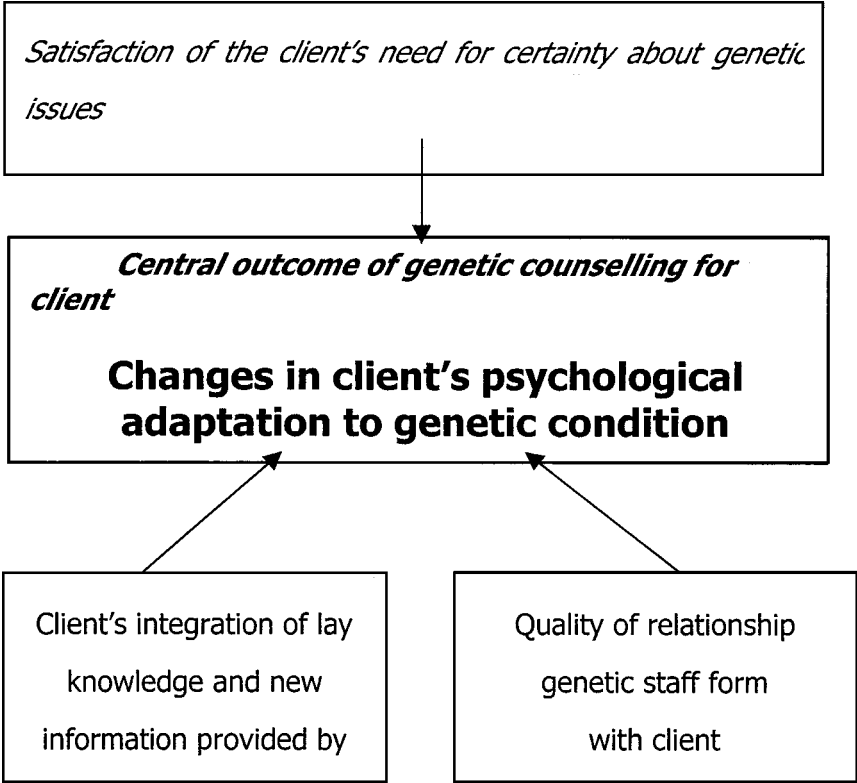 Satisfaction of the client's need for certainty about genetic
issues
Central outcome of genetic counselling for
client
Changes in client's psychological
adaptation to genetic condition
Client's integration of lay
knowledge and new
information provided by
Quality of relationship
genetic staff form
with client